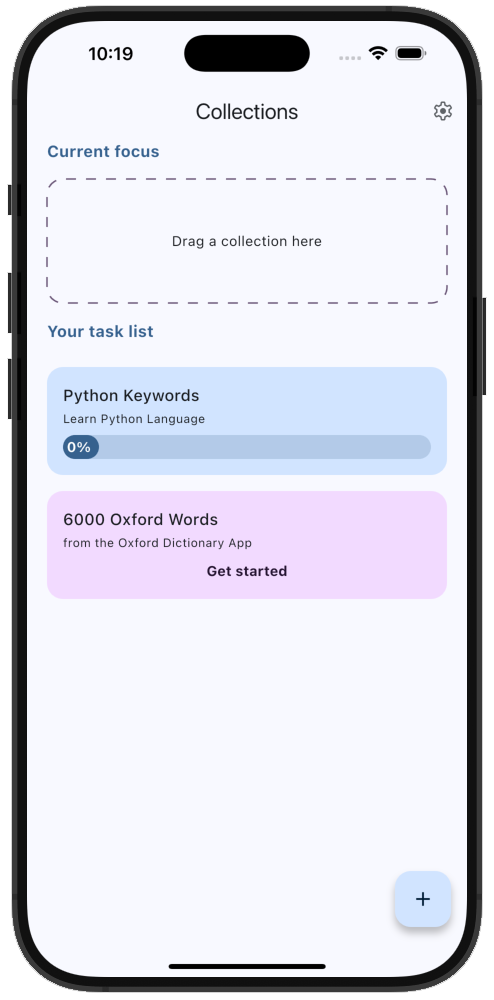 10:19
Collections
Current focus
Drag a collection here
Your task list
Python Keywords
Learn Python Language
0%
6000 Oxford Words
from the Oxford Dictionary App
Get started
+